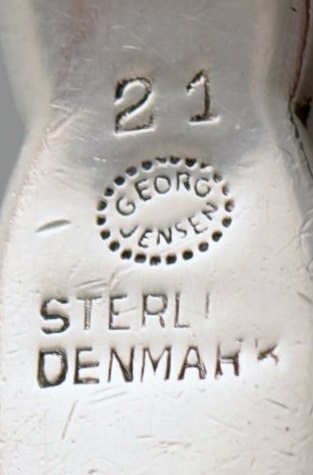 21
GEORG
JENSEN
STERLI
DENMARK